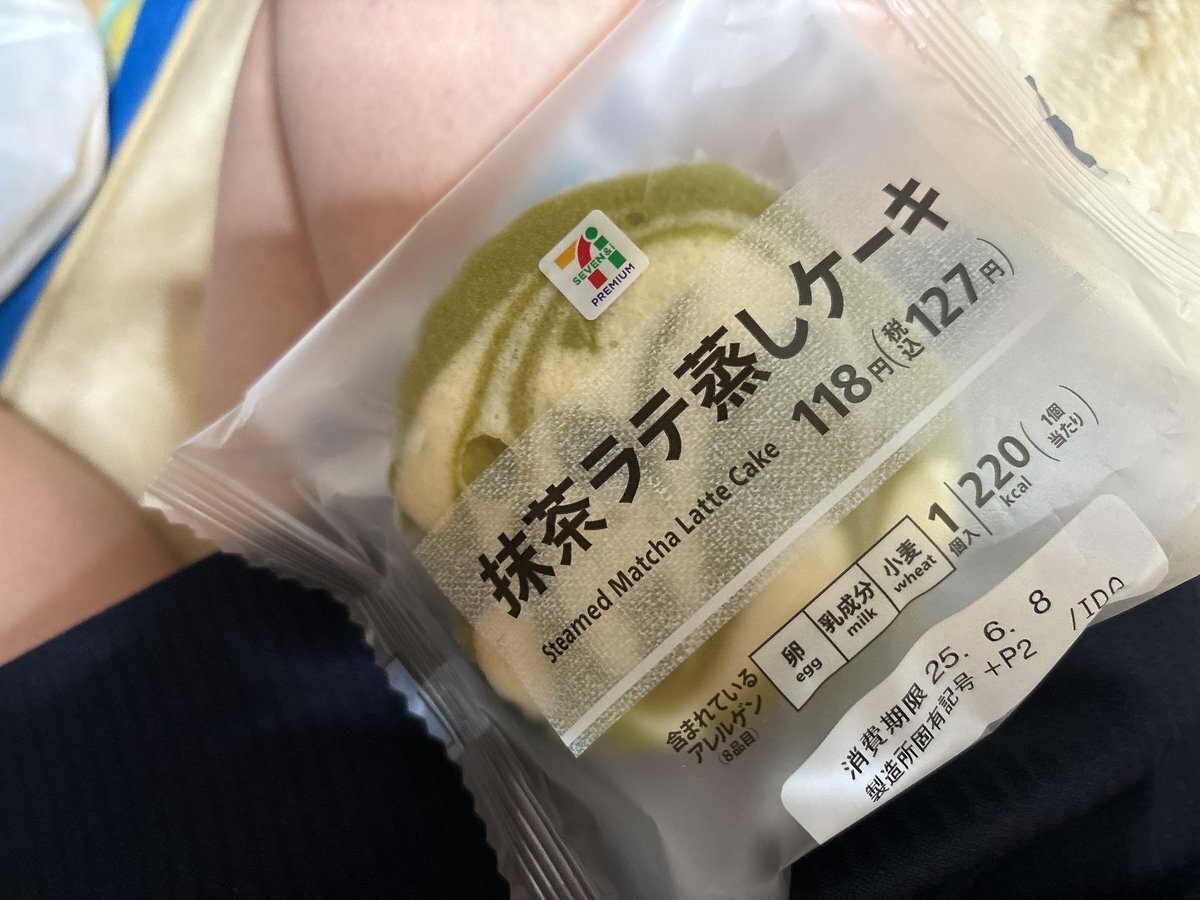 SEVEN&i
PREMIUM
抹茶ラテ蒸しケーキ
Steamed Matcha Latte Cake
118円(税込127円)
1個入
220kcal(1個当たり)
含まれている
アレルゲン
(8品目)
卵 乳成分 小麦
egg milk wheat
消費期限 25. 6. 8
製造所固有記号 +P2 /IDA